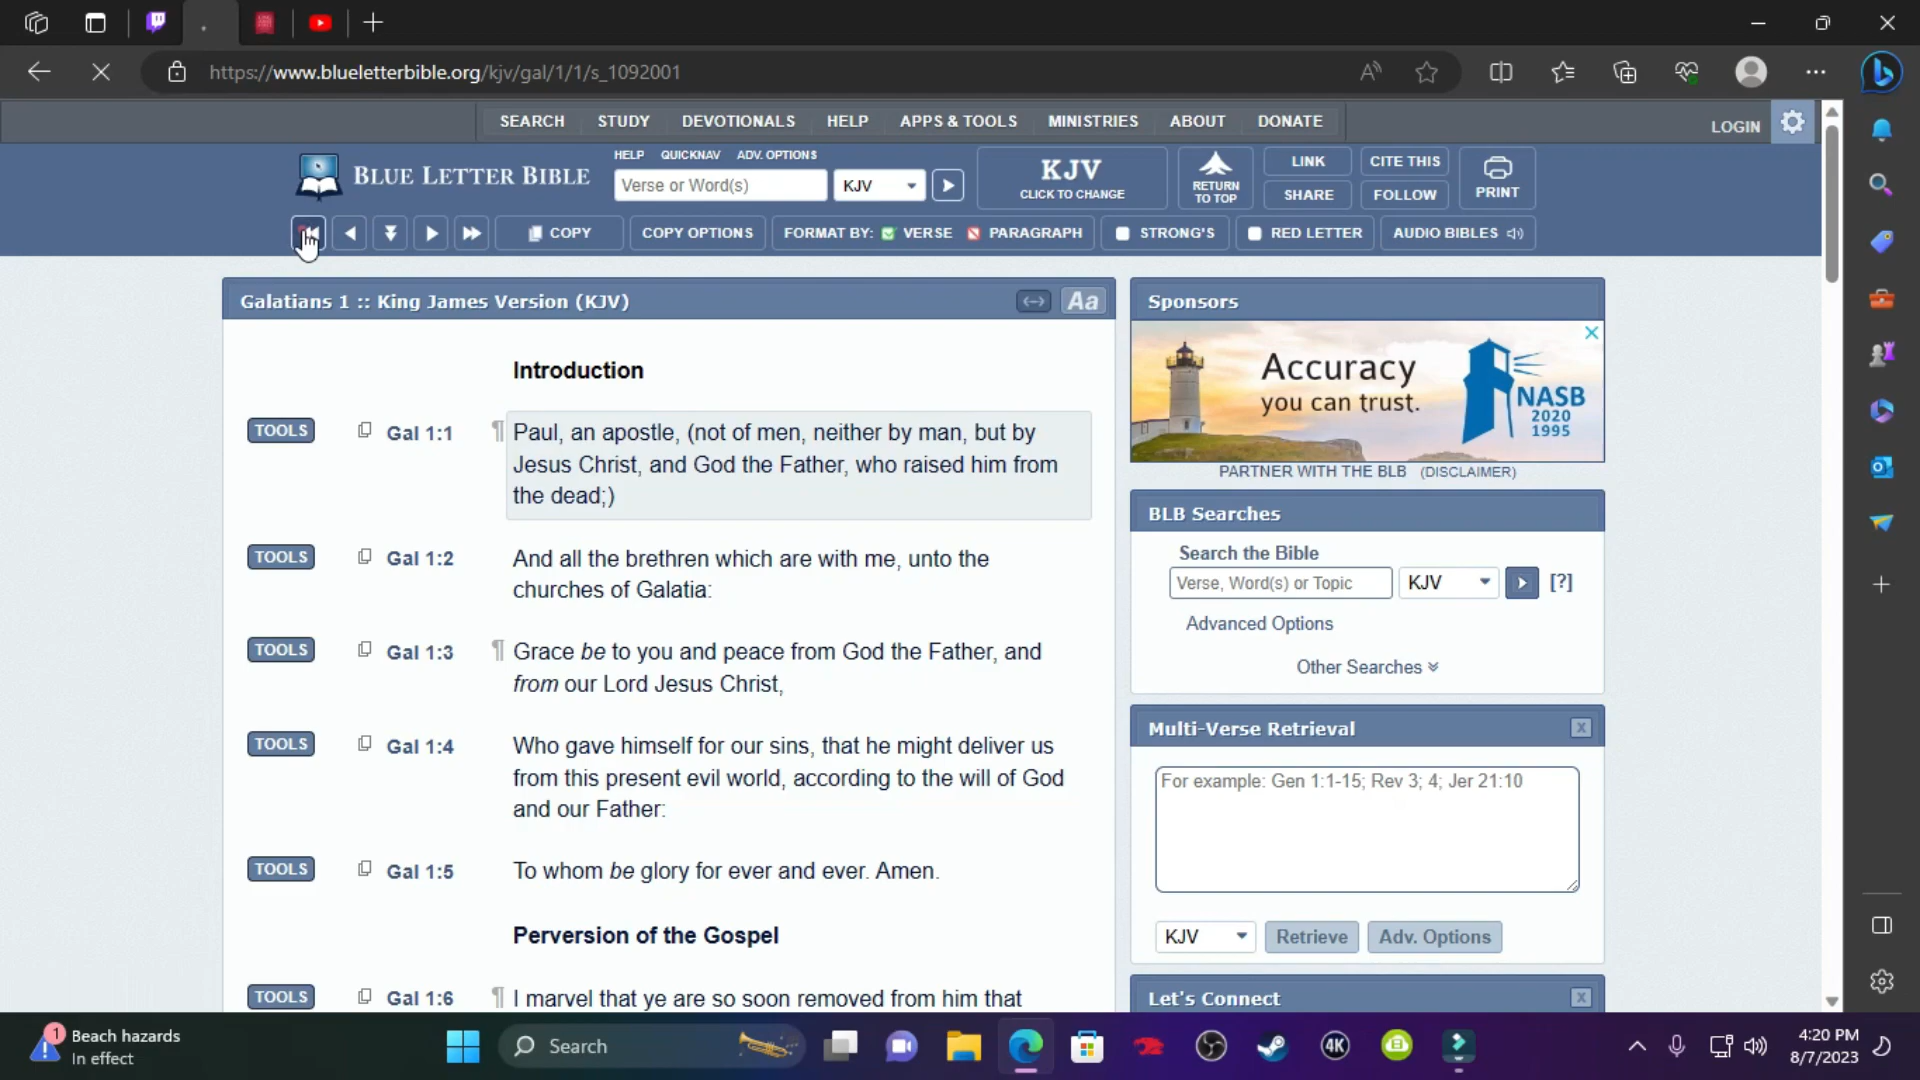 https://www.blueletterbible.org/kjv/gal/1/1/s_1092001
SEARCH STUDY DEVOTIONALS HELP APPS & TOOLS MINISTRIES ABOUT DONATE
LOGIN
BLUE LETTER BIBLE
HELP QUICKNAV ADV. OPTIONS
Verse or Word(s) KJV
KJV
CLICK TO CHANGE
RETURN
TO TOP
LINK CITE THIS
SHARE FOLLOW
PRINT
COPY COPY OPTIONS FORMAT BY: VERSE PARAGRAPH STRONG'S RED LETTER AUDIO BIBLES
Galatians 1 :: King James Version (KJV)
Aa
Introduction
TOOLS Gal 1:1 ¶ Paul, an apostle, (not of men, neither by man, but by
Jesus Christ, and God the Father, who raised him from
the dead;)
TOOLS Gal 1:2 And all the brethren which are with me, unto the
churches of Galatia:
TOOLS Gal 1:3 ¶ Grace be to you and peace from God the Father, and
from our Lord Jesus Christ,
TOOLS Gal 1:4 Who gave himself for our sins, that he might deliver us
from this present evil world, according to the will of God
and our Father:
TOOLS Gal 1:5 To whom be glory for ever and ever. Amen.
Perversion of the Gospel
TOOLS Gal 1:6 ¶ I marvel that ye are so soon removed from him that
Sponsors
Accuracy
you can trust.
NASB
2020
1995
PARTNER WITH THE BLB (DISCLAIMER)
BLB Searches
Search the Bible
Verse, Word(s) or Topic KJV [?]
Advanced Options
Other Searches
Multi-Verse Retrieval
For example: Gen 1:1-15; Rev 3; 4; Jer 21:10
KJV Retrieve Adv. Options
Let's Connect
1
Beach hazards
In effect
Search
4K
4:20 PM
8/7/2023